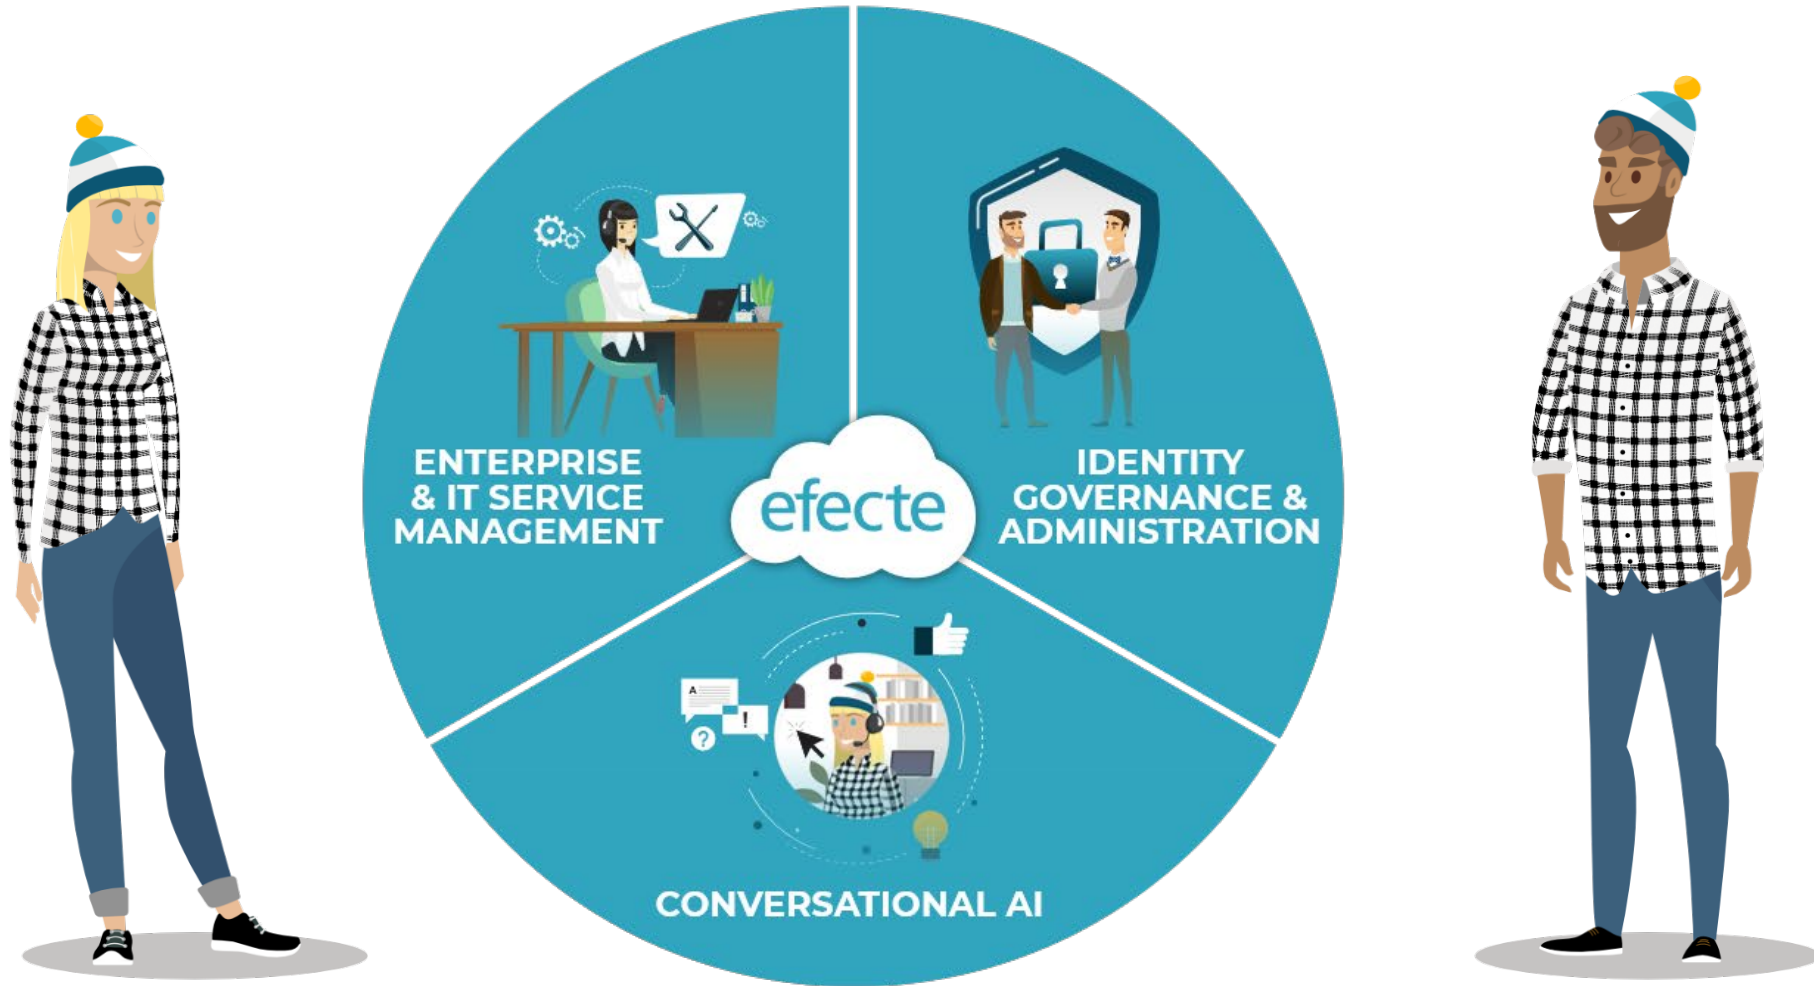 ENTERPRISE
& IT SERVICE
MANAGEMENT
IDENTITY
GOVERNANCE &
ADMINISTRATION
efecte
A
!
?
CONVERSATIONAL AI